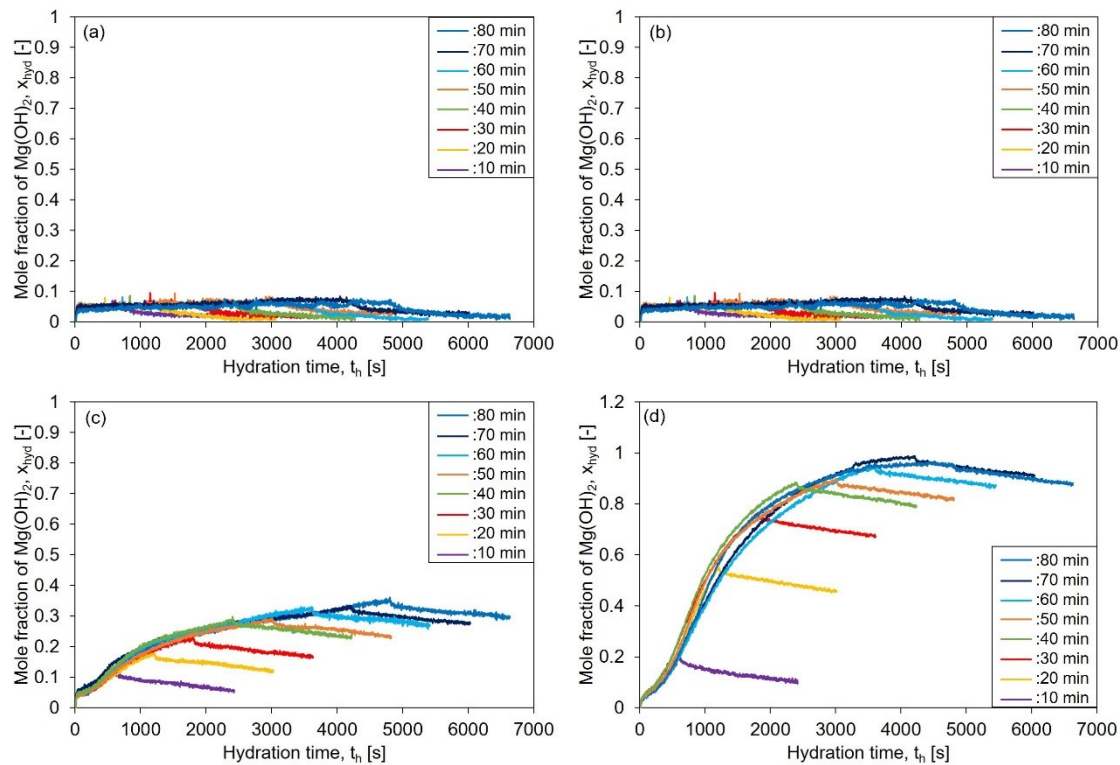 (a)
Mole fraction of Mg(OH)2, xhyd [-]
1
0.9
0.8
0.7
0.6
0.5
0.4
0.3
0.2
0.1
0
:80 min
:70 min
:60 min
:50 min
:40 min
:30 min
:20 min
:10 min
0 1000 2000 3000 4000 5000 6000 7000
Hydration time, th [s]
(b)
Mole fraction of Mg(OH)2, xhyd [-]
1
0.9
0.8
0.7
0.6
0.5
0.4
0.3
0.2
0.1
0
:80 min
:70 min
:60 min
:50 min
:40 min
:30 min
:20 min
:10 min
0 1000 2000 3000 4000 5000 6000 7000
Hydration time, th [s]
(c)
Mole fraction of Mg(OH)2, xhyd [-]
1
0.9
0.8
0.7
0.6
0.5
0.4
0.3
0.2
0.1
0
:80 min
:70 min
:60 min
:50 min
:40 min
:30 min
:20 min
:10 min
0 1000 2000 3000 4000 5000 6000 7000
Hydration time, th [s]
(d)
Mole fraction of Mg(OH)2, xhyd [-]
1.2
1
0.8
0.6
0.4
0.2
0
:80 min
:70 min
:60 min
:50 min
:40 min
:30 min
:20 min
:10 min
0 1000 2000 3000 4000 5000 6000 7000
Hydration time, th [s]